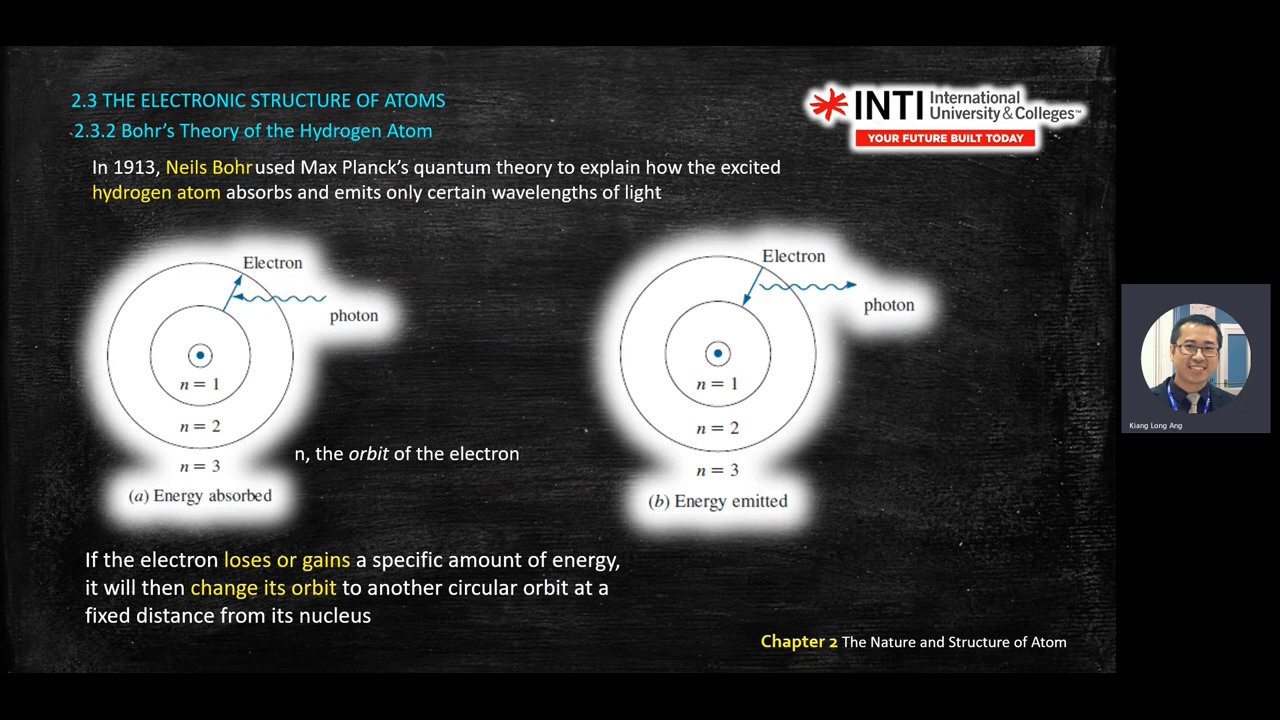 2.3 THE ELECTRONIC STRUCTURE OF ATOMS
2.3.2 Bohr's Theory of the Hydrogen Atom
INTI International
University & Colleges™
YOUR FUTURE BUILT TODAY
In 1913, Neils Bohr used Max Planck's quantum theory to explain how the excited
hydrogen atom absorbs and emits only certain wavelengths of light
Electron
photon
n = 1
n = 2
n = 3
(a) Energy absorbed
n, the orbit of the electron
Electron
photon
n = 1
n = 2
n = 3
(b) Energy emitted
Kiang Long Ang
If the electron loses or gains a specific amount of energy,
it will then change its orbit to another circular orbit at a
fixed distance from its nucleus
Chapter 2 The Nature and Structure of Atom